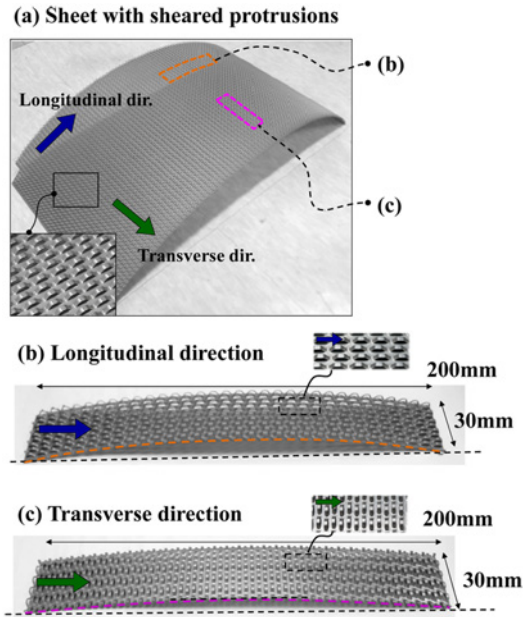 (a) Sheet with sheared protrusions
(b)
Longitudinal dir.
(c)
Transverse dir.
(b) Longitudinal direction
200mm
30mm
(c) Transverse direction
200mm
30mm